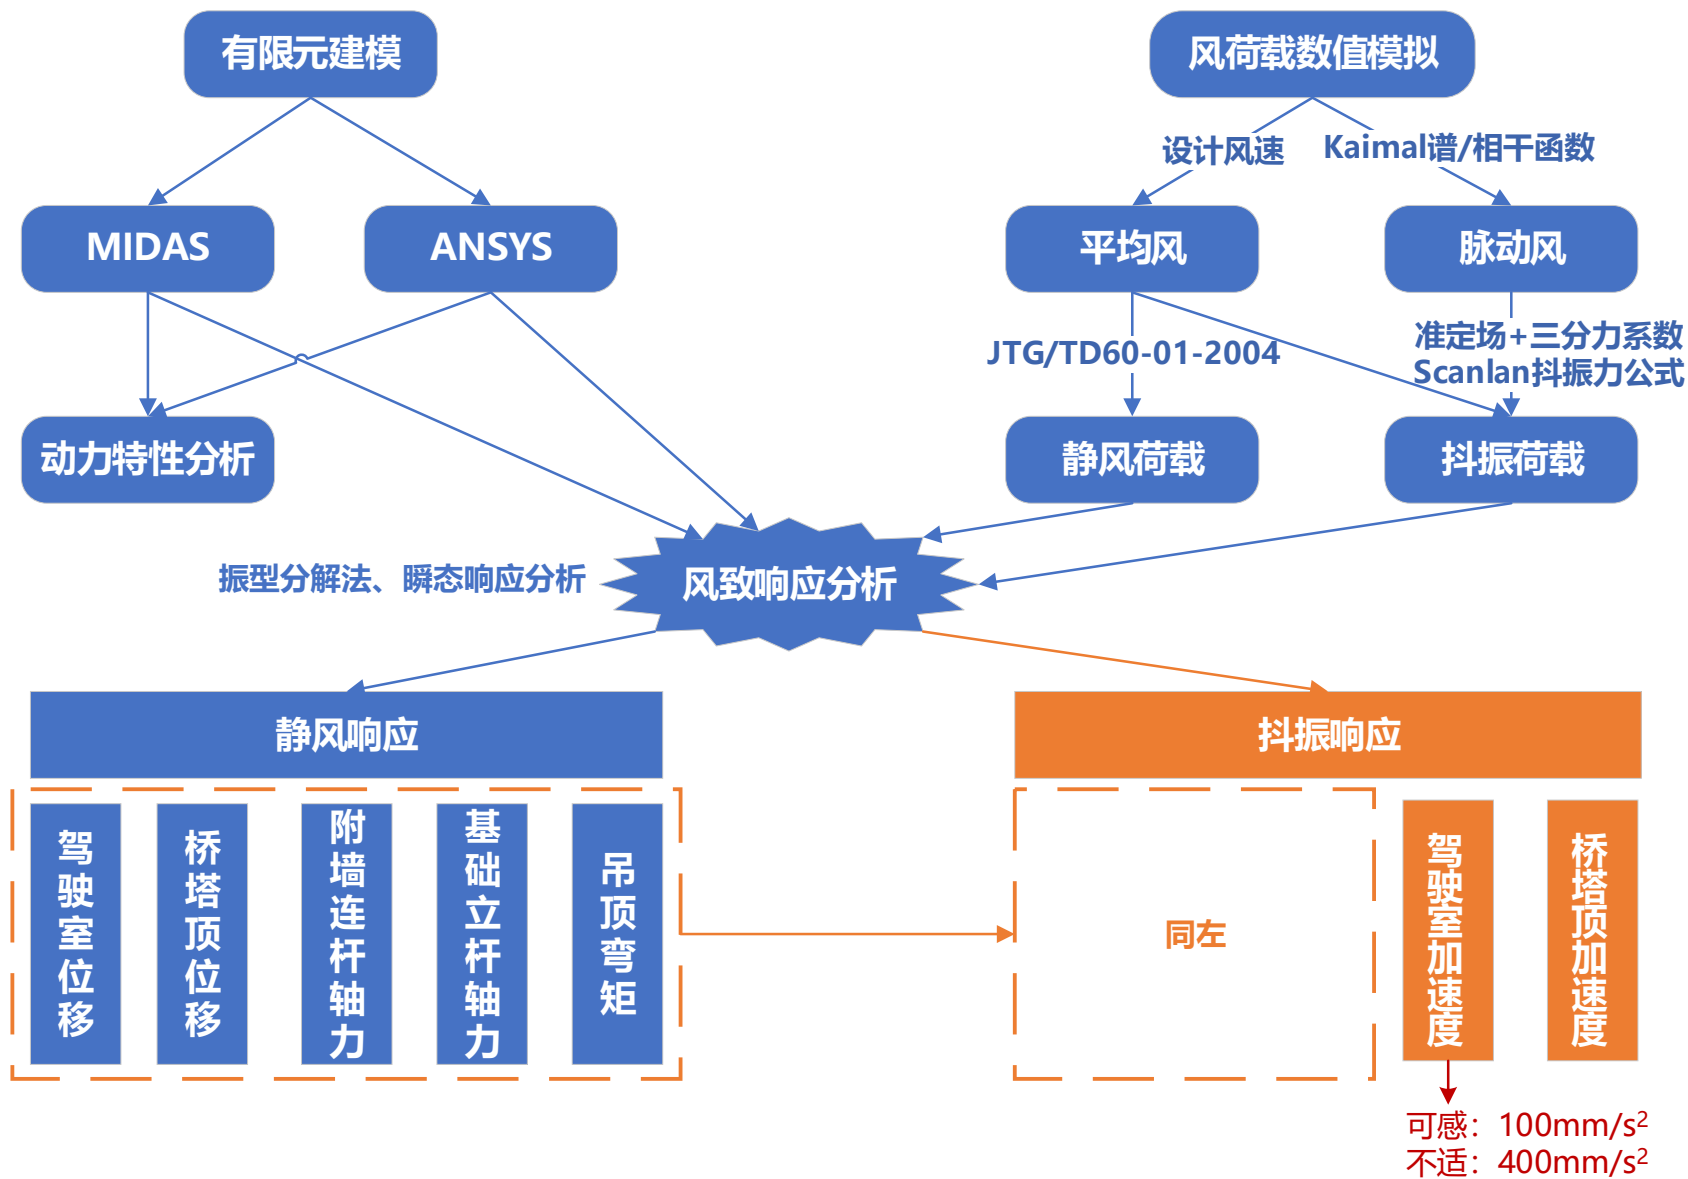 有限元建模
风荷载数值模拟
设计风速
Kaimal谱/相干函数
MIDAS
ANSYS
平均风
脉动风
JTG/TD60-01-2004
准定场+三分力系数
Scanlan抖振力公式
动力特性分析
静风荷载
抖振荷载
振型分解法、瞬态响应分析
风致响应分析
静风响应
抖振响应
驾驶室位移
桥塔顶位移
附墙连杆轴力
基础立杆轴力
吊顶弯矩
同左
驾驶室加速度
桥塔顶加速度
可感：100mm/s²
不适：400mm/s²